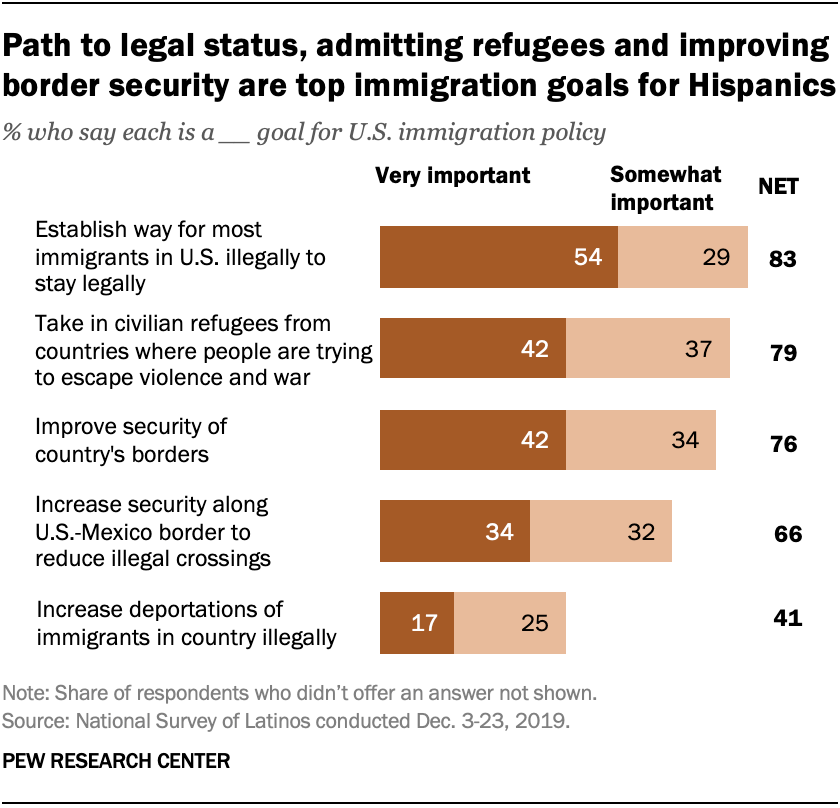 Path to legal status, admitting refugees and improving
border security are top immigration goals for Hispanics
% who say each is a __ goal for U.S. immigration policy
Very important
Somewhat
important
NET
Establish way for most
immigrants in U.S. illegally to
stay legally
54
29
83
Take in civilian refugees from
countries where people are trying
to escape violence and war
42
37
79
Improve security of
country's borders
42
34
76
Increase security along
U.S.-Mexico border to
reduce illegal crossings
34
32
66
Increase deportations of
immigrants in country illegally
17
25
41
Note: Share of respondents who didn’t offer an answer not shown.
Source: National Survey of Latinos conducted Dec. 3-23, 2019.
PEW RESEARCH CENTER